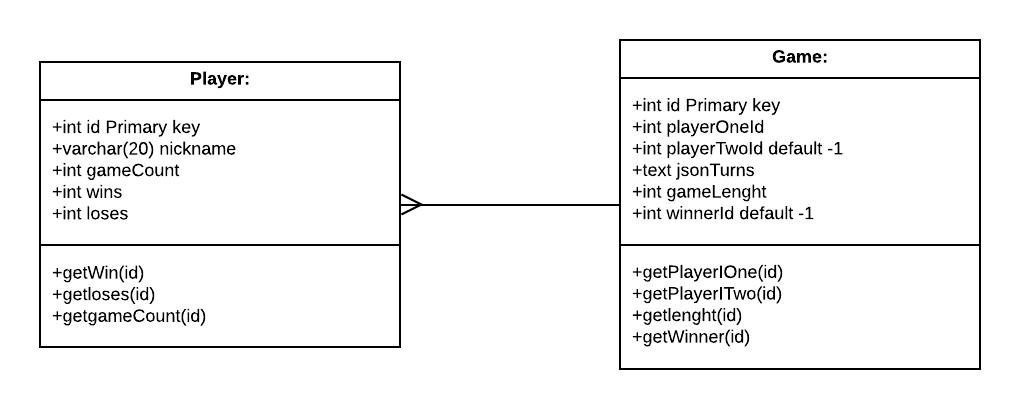 Player:
+int id Primary key
+varchar(20) nickname
+int gameCount
+int wins
+int loses
+getWin(id)
+getloses(id)
+getgameCount(id)
Game:
+int id Primary key
+int playerOneId
+int playerTwoId default -1
+text jsonTurns
+int gameLenght
+int winnerId default -1
+getPlayerIOne(id)
+getPlayerITwo(id)
+getlenght(id)
+getWinner(id)